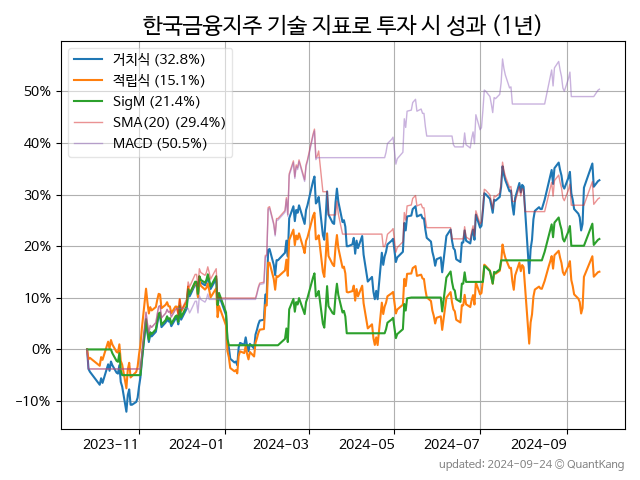 한국금융지주 기술 지표로 투자 시 성과 (1년)
거치식 (32.8%)
적립식 (15.1%)
SigM (21.4%)
SMA(20) (29.4%)
MACD (50.5%)
50%
40%
30%
20%
10%
0%
−10%
2023−11
2024−01
2024−03
2024−05
2024−07
2024−09
updated: 2024-09-24 © QuantKang